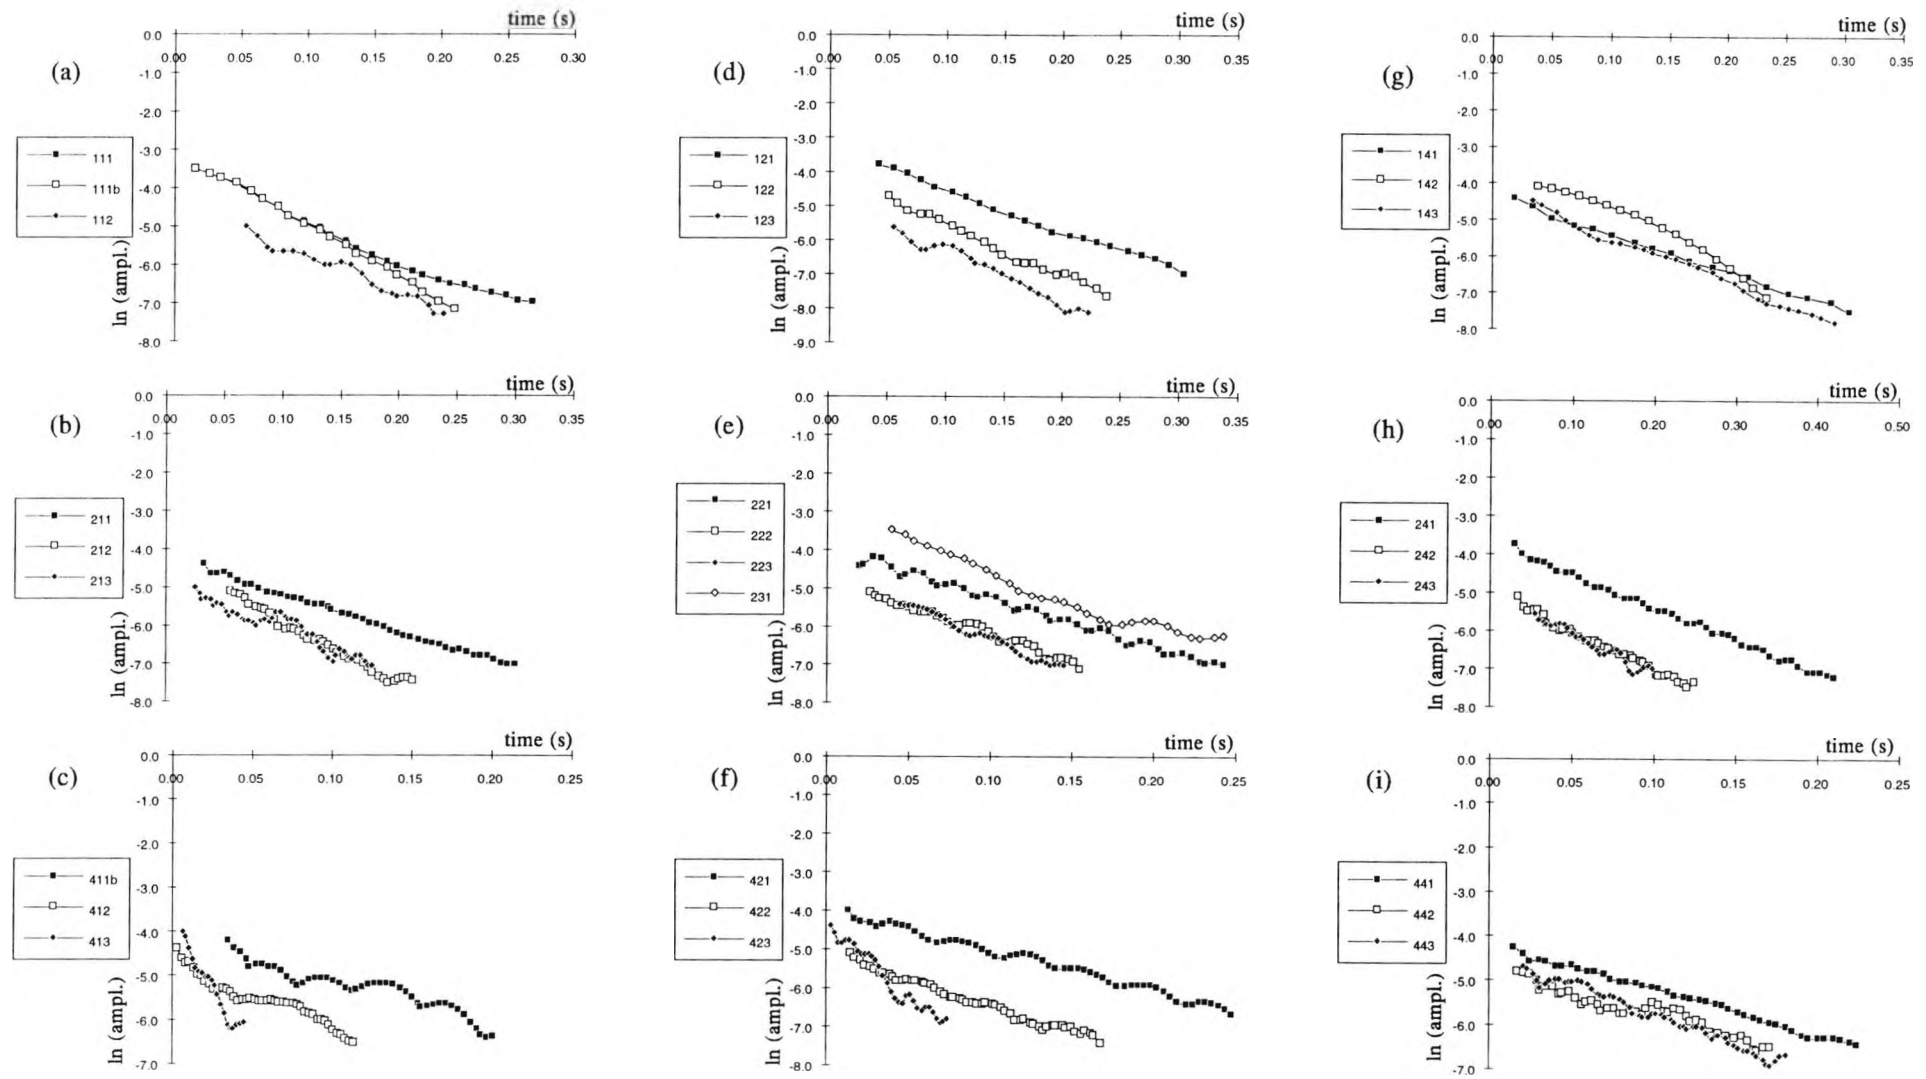 (a)
time (s)
0.0
0.00 0.05 0.10 0.15 0.20 0.25 0.30
-1.0
-2.0
-3.0
-4.0
-5.0
-6.0
-7.0
-8.0
ln (ampl.)
111
111b
112
(d)
time (s)
0.0
0.00 0.05 0.10 0.15 0.20 0.25 0.30 0.35
-1.0
-2.0
-3.0
-4.0
-5.0
-6.0
-7.0
-8.0
-9.0
ln (ampl.)
121
122
123
(g)
time (s)
0.0
0.00 0.05 0.10 0.15 0.20 0.25 0.30 0.35
-1.0
-2.0
-3.0
-4.0
-5.0
-6.0
-7.0
-8.0
ln (ampl.)
141
142
143
(b)
time (s)
0.0
0.00 0.05 0.10 0.15 0.20 0.25 0.30 0.35
-1.0
-2.0
-3.0
-4.0
-5.0
-6.0
-7.0
-8.0
ln (ampl.)
211
212
213
(e)
time (s)
0.0
0.00 0.05 0.10 0.15 0.20 0.25 0.30 0.35
-1.0
-2.0
-3.0
-4.0
-5.0
-6.0
-7.0
-8.0
ln (ampl.)
221
222
223
231
(h)
time (s)
0.0
0.00 0.10 0.20 0.30 0.40 0.50
-1.0
-2.0
-3.0
-4.0
-5.0
-6.0
-7.0
-8.0
ln (ampl.)
241
242
243
(c)
time (s)
0.0
0.00 0.05 0.10 0.15 0.20 0.25
-1.0
-2.0
-3.0
-4.0
-5.0
-6.0
-7.0
ln (ampl.)
411b
412
413
(f)
time (s)
0.0
0.00 0.05 0.10 0.15 0.20 0.25
-1.0
-2.0
-3.0
-4.0
-5.0
-6.0
-7.0
-8.0
ln (ampl.)
421
422
423
(i)
time (s)
0.0
0.00 0.05 0.10 0.15 0.20 0.25
-1.0
-2.0
-3.0
-4.0
-5.0
-6.0
-7.0
ln (ampl.)
441
442
443